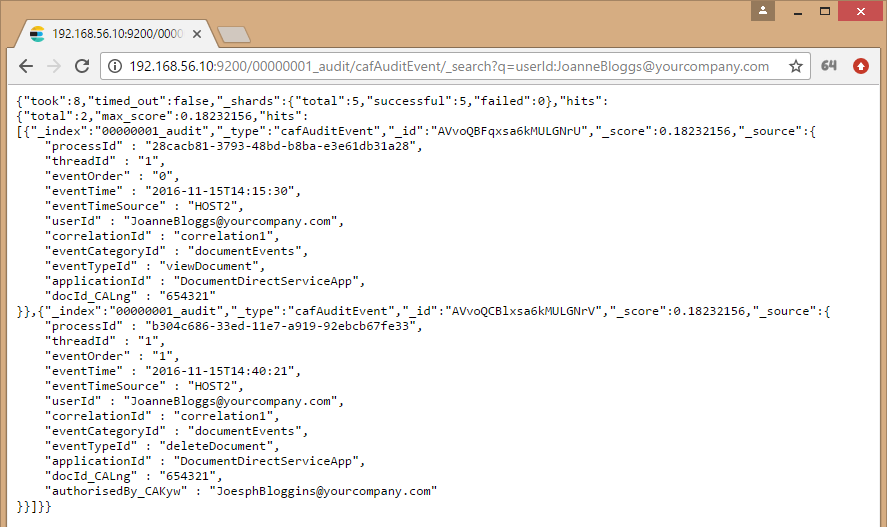 192.168.56.10:9200/0000
192.168.56.10:9200/00000001_audit/cafAuditEvent/_search?q=userId:JoanneBloggs@yourcompany.com
64
{"took":8,"timed_out":false,"_shards":{"total":5,"successful":5,"failed":0},"hits":
{"total":2,"max_score":0.18232156,"hits":
[{"_index":"00000001_audit","_type":"cafAuditEvent","_id":"AVvoQBFqxsa6kMULGNrU","_score":0.18232156,"_source":{
"processId" : "28cacb81-3793-48bd-b8ba-e3e61db31a28",
"threadId" : "1",
"eventOrder" : "0",
"eventTime" : "2016-11-15T14:15:30",
"eventTimeSource" : "HOST2",
"userId" : "JoanneBloggs@yourcompany.com",
"correlationId" : "correlation1",
"eventCategoryId" : "documentEvents",
"eventTypeId" : "viewDocument",
"applicationId" : "DocumentDirectServiceApp",
"docId_CALng" : "654321"
}},{"_index":"00000001_audit","_type":"cafAuditEvent","_id":"AVvoQCBlxsa6kMULGNrV","_score":0.18232156,"_source":{
"processId" : "b304c686-33ed-11e7-a919-92ebcb67fe33",
"threadId" : "1",
"eventOrder" : "1",
"eventTime" : "2016-11-15T14:40:21",
"eventTimeSource" : "HOST2",
"userId" : "JoanneBloggs@yourcompany.com",
"correlationId" : "correlation1",
"eventCategoryId" : "documentEvents",
"eventTypeId" : "deleteDocument",
"applicationId" : "DocumentDirectServiceApp",
"docId_CALng" : "654321",
"authorisedBy_CAKyw" : "JoesphBloggins@yourcompany.com"
}}]}}